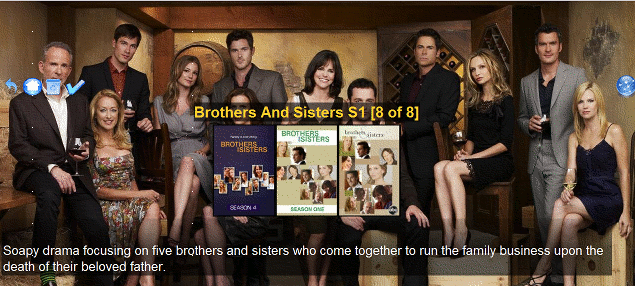 Brothers And Sisters S1 [8 of 8]
BROTHERS
&SISTERS
SEASON 4
BROTHERS
&SISTERS
SEASON ONE
brothers
&sisters
abc
Soapy drama focusing on five brothers and sisters who come together to run the family business upon the
death of their beloved father.